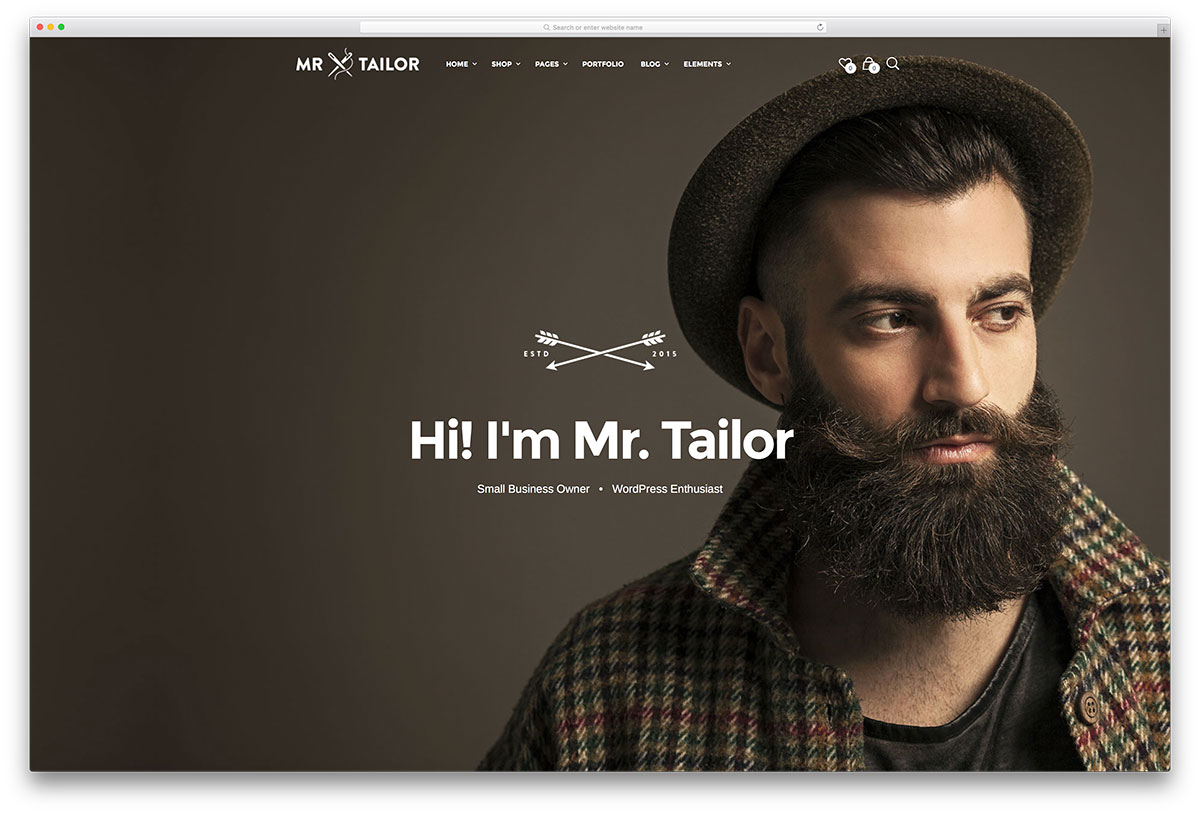 Search or enter website name
MR TAILOR HOME SHOP PAGES PORTFOLIO BLOG ELEMENTS 0 0
ESTD 2015
Hi! I'm Mr. Tailor
Small Business Owner • WordPress Enthusiast